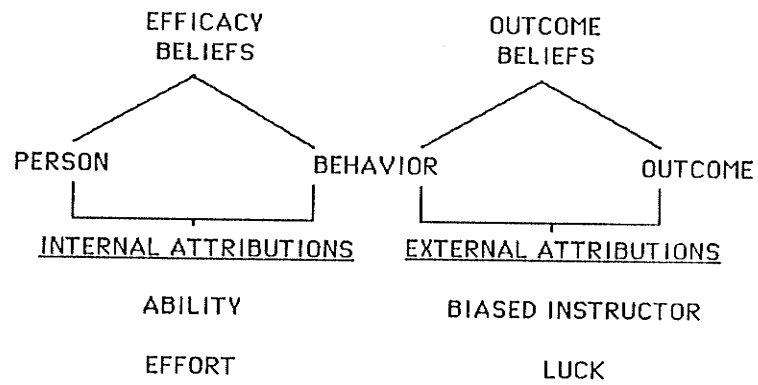 EFFICACY BELIEFS
OUTCOME BELIEFS
PERSON
BEHAVIOR
OUTCOME
INTERNAL ATTRIBUTIONS
EXTERNAL ATTRIBUTIONS
ABILITY
BIASED INSTRUCTOR
EFFORT
LUCK